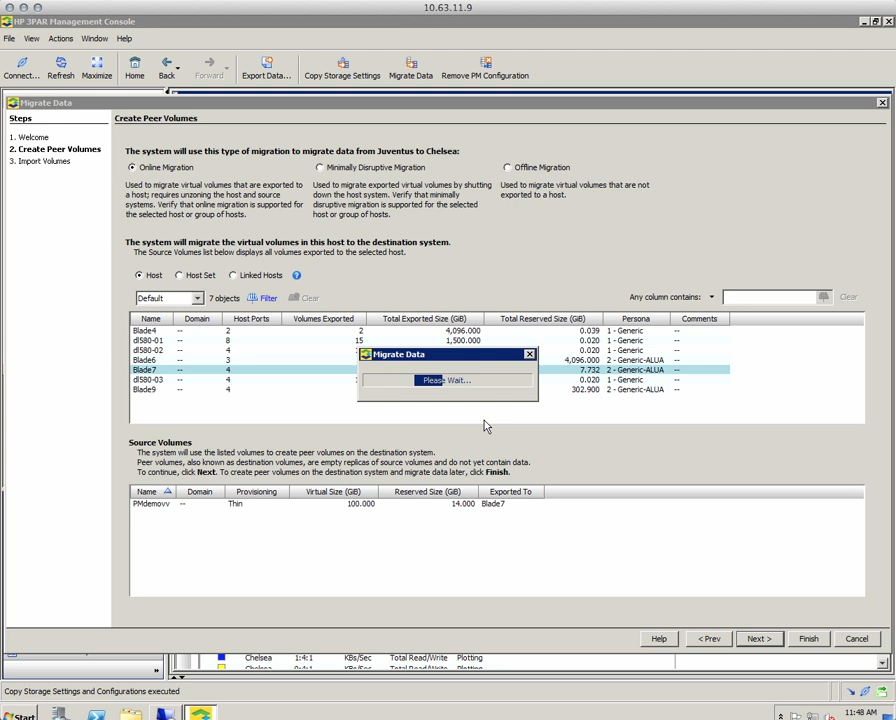 10.63.11.9
HP 3PAR Management Console
File View Actions Window Help
Connect... Refresh Maximize Home Back Forward Export Data... Copy Storage Settings Migrate Data Remove PM Configuration
Migrate Data
Steps
1. Welcome
2. Create Peer Volumes
3. Import Volumes
Create Peer Volumes
The system will use this type of migration to migrate data from Juventus to Chelsea:
Online Migration
Used to migrate virtual volumes that are exported to
a host; requires unzoning the host and source
systems. Verify that online migration is supported for
the selected host or group of hosts.
Minimally Disruptive Migration
Used to migrate exported virtual volumes by shutting
down the host system. Verify that minimally
disruptive migration is supported for the selected
host or group of hosts.
Offline Migration
Used to migrate virtual volumes that are not
exported to a host.
The system will migrate the virtual volumes in this host to the destination system.
The Source Volumes list below displays all volumes exported to the selected host.
Host Host Set Linked Hosts ?
Default 7 objects Filter Clear Any column contains: Clear
Name Domain Host Ports Volumes Exported Total Exported Size (GB) Total Reserved Size (GB) Persona Comments
Blade4 -- 2 2 4,096.000 0.039 1 - Generic --
dl580-01 -- 8 15 1,500.000 0.020 1 - Generic --
dl580-02 -- 4 0.020 1 - Generic --
Blade6 -- 3 4,096.000 2 - Generic-ALUA --
Blade7 -- 4 7.732 2 - Generic-ALUA --
dl580-03 -- 4 0.020 1 - Generic --
Blade9 -- 4 302.900 2 - Generic-ALUA --
Migrate Data
Please Wait...
Source Volumes
The system will use the listed volumes to create peer volumes on the destination system.
Peer volumes, also known as destination volumes, are empty replicas of source volumes and do not yet contain data.
To continue, click Next. To create peer volumes on the destination system and migrate data later, click Finish.
Name Domain Provisioning Virtual Size (GB) Reserved Size (GB) Exported To
PMdemovv -- Thin 100.000 14.000 Blade7
Help < Prev Next > Finish Cancel
Chelsea 1:4:1 KBs/Sec Total Read/Write Plotting
Copy Storage Settings and Configurations executed
Start 11:48 AM